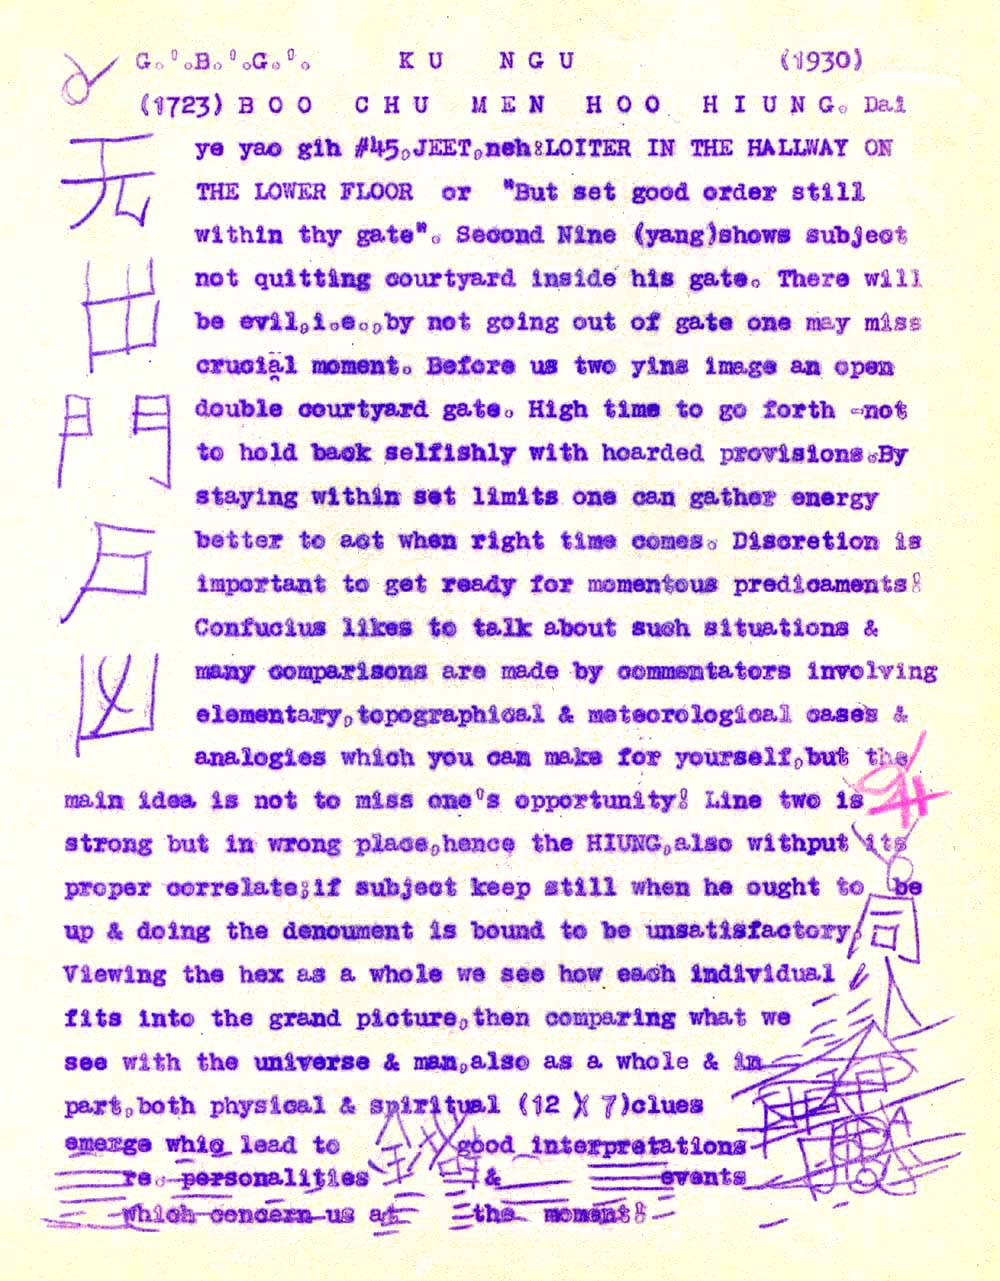 G.°.B.°.G.°. KU NGU (1930)
(1723) BOO CHU MEN HOO HIUNG. Dai
ye yao gih #45,JEET,neh:LOITER IN THE HALLWAY ON
THE LOWER FLOOR or "But set good order still
within thy gate". Second Nine (yang)shows subject
not quitting courtyard inside his gate. There will
be evil,i.e.,by not going out of gate one may miss
crucial moment. Before us two yins image an open
double courtyard gate. High time to go forth -not
to hold back selfishly with hoarded provisions.By
staying within set limits one can gather energy
better to act when right time comes. Discretion is
important to get ready for momentous predicaments!
Confucius likes to talk about such situations &
many comparisons are made by commentators involving
elementary,topographical & meteorological cases &
analogies which you can make for yourself,but the
main idea is not to miss one's opportunity! Line two is
strong but in wrong place,hence the HIUNG,also withput its
proper correlate;if subject keep still when he ought to be
up & doing the denoument is bound to be unsatisfactory.
Viewing the hex as a whole we see how each individual
fits into the grand picture,then comparing what we
see with the universe & man,also as a whole & in
part,both physical & spiritual (12 X 7)clues
emerge whic lead to good interpretations
re. personalities & events
which concern us at the moment!
无
出
門
戶
凶